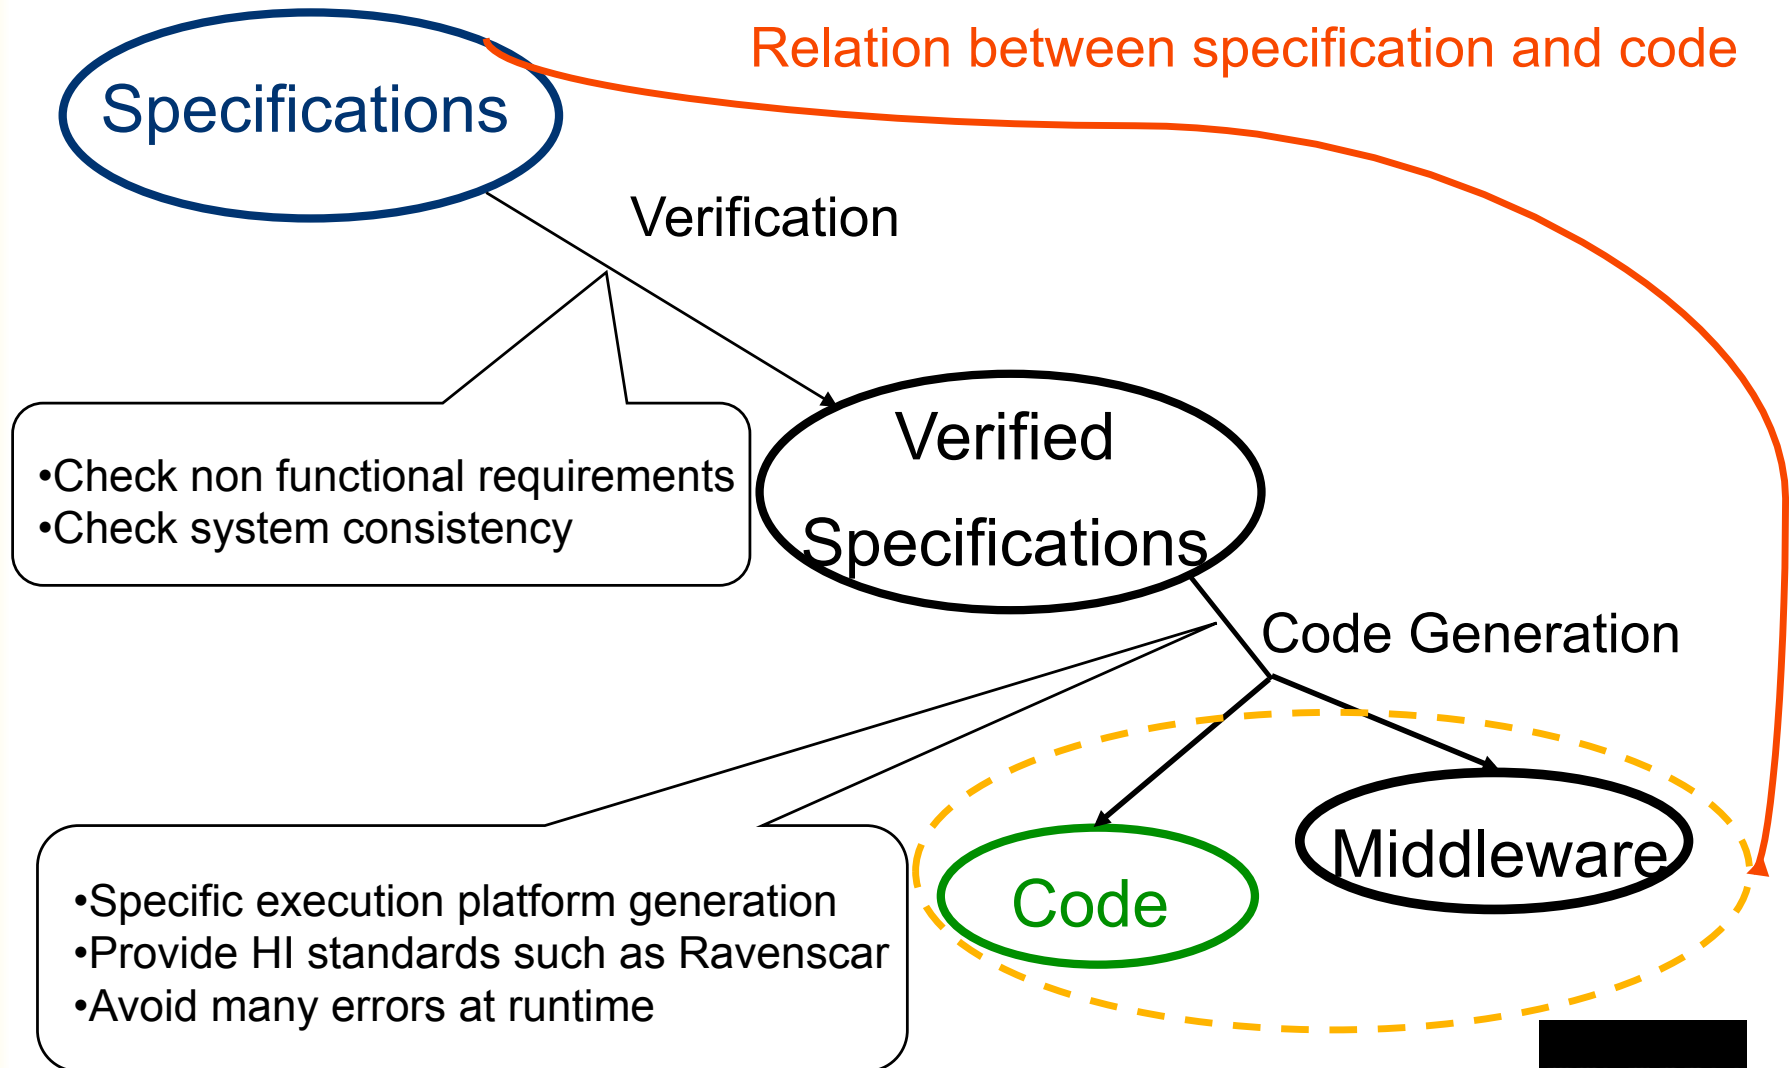 Relation between specification and code
Specifications
Verification
•Check non functional requirements
•Check system consistency
Verified
Specifications
Code Generation
•Specific execution platform generation
•Provide HI standards such as Ravenscar
•Avoid many errors at runtime
Code
Middleware